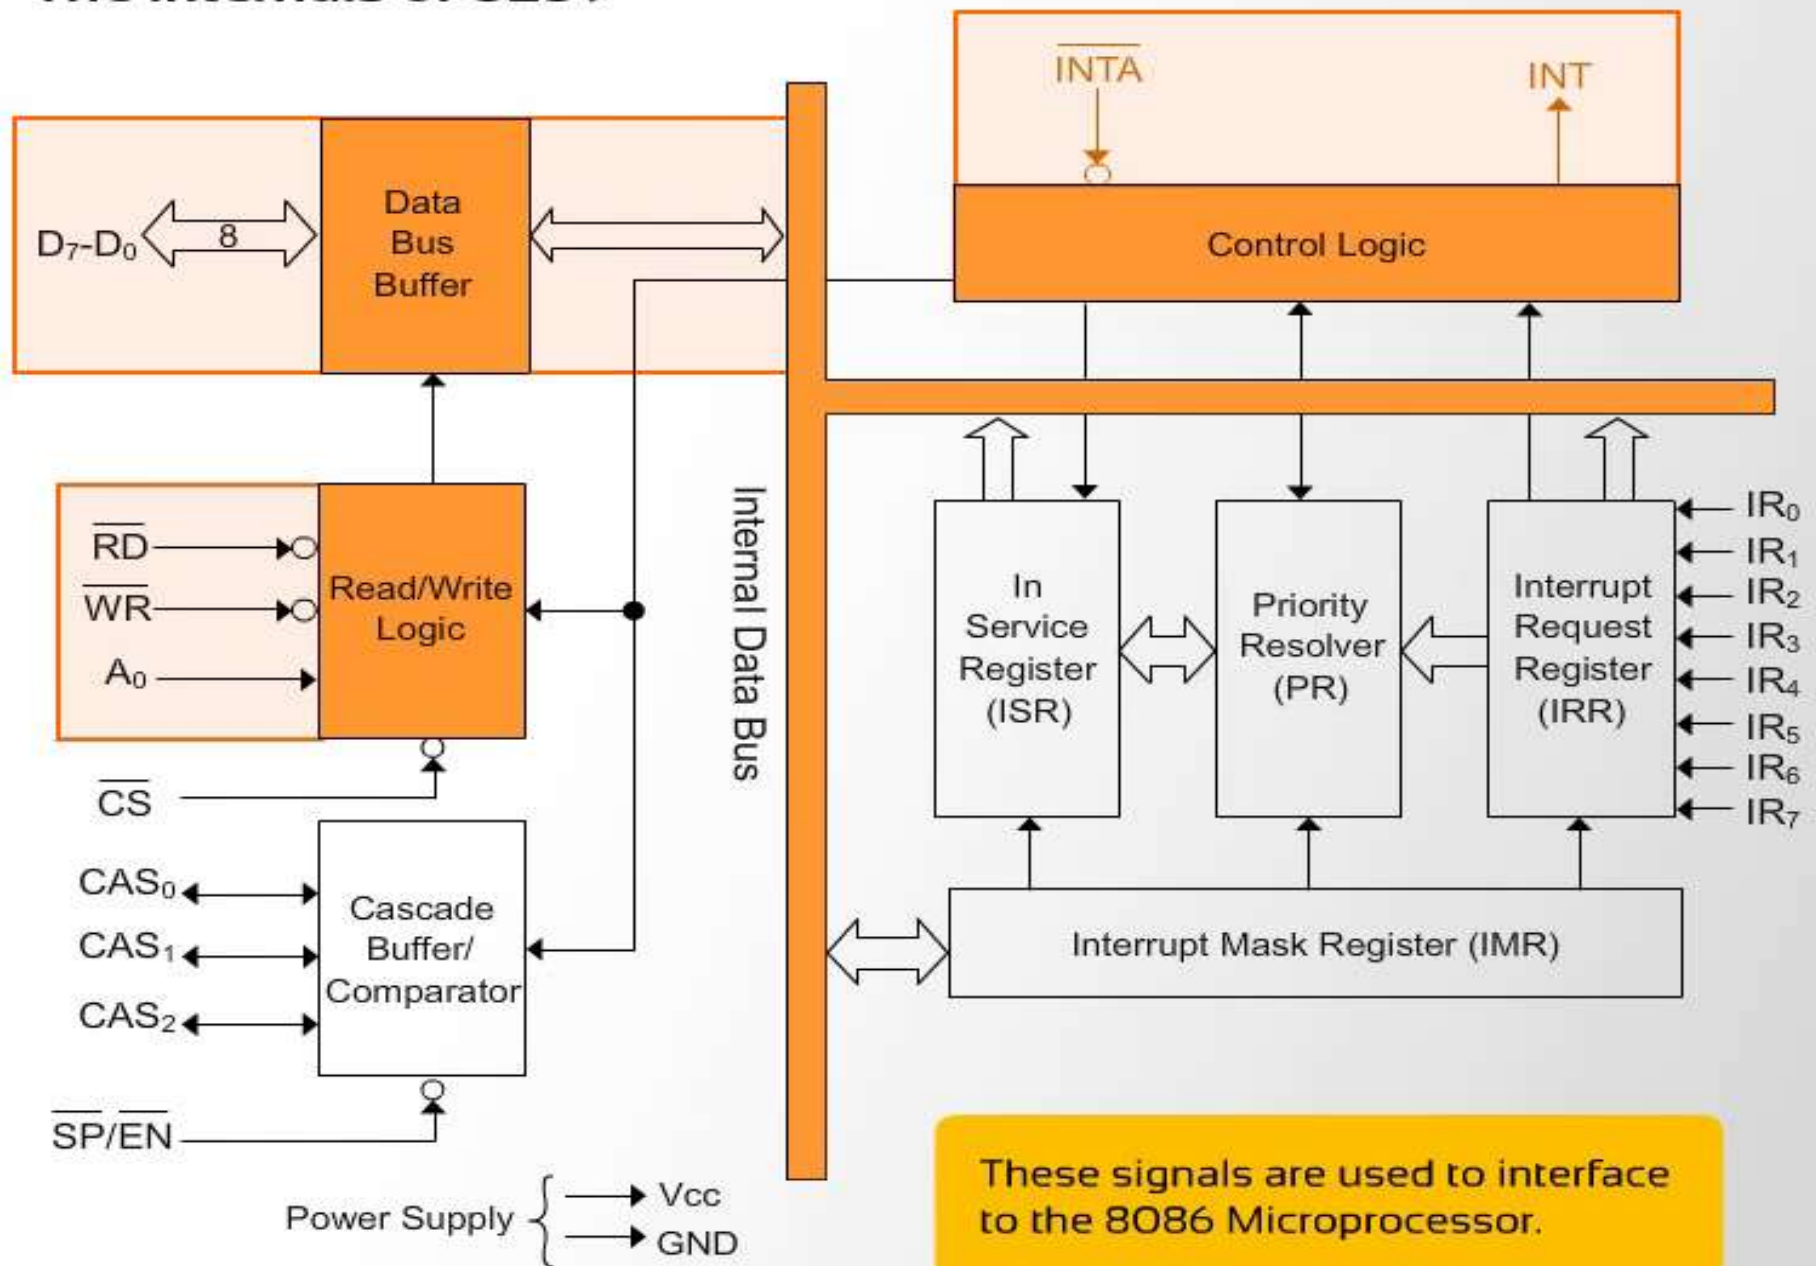 INTA
INT
D₇-D₀
8
Data
Bus
Buffer
Control Logic
RD
WR
A₀
Read/Write
Logic
CS
Internal Data Bus
In
Service
Register
(ISR)
Priority
Resolver
(PR)
Interrupt
Request
Register
(IRR)
IR₀
IR₁
IR₂
IR₃
IR₄
IR₅
IR₆
IR₇
CAS₀
CAS₁
CAS₂
Cascade
Buffer/
Comparator
SP/EN
Interrupt Mask Register (IMR)
Power Supply
Vcc
GND
These signals are used to interface
to the 8086 Microprocessor.